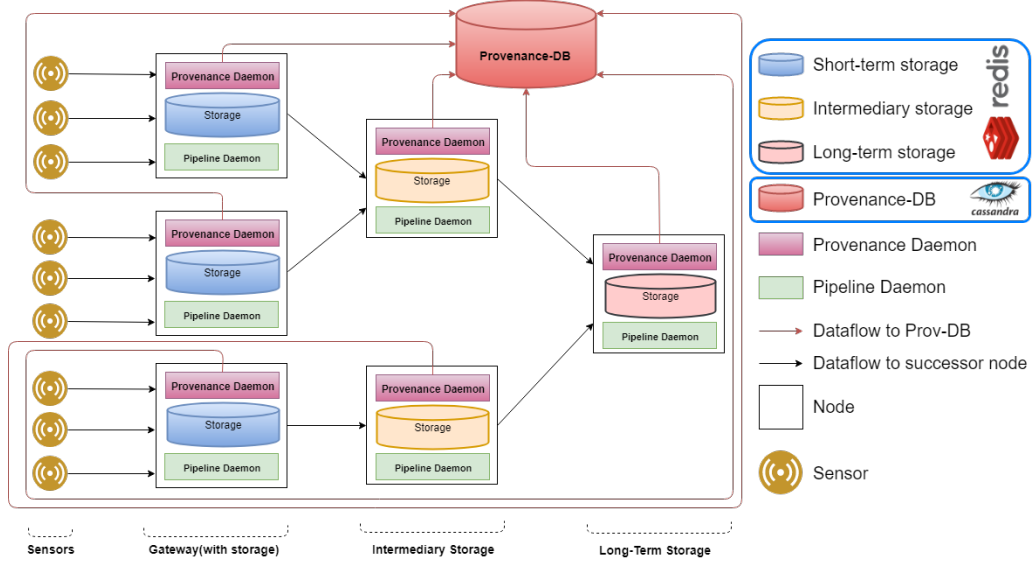 Provenance-DB
Provenance Daemon
Storage
Pipeline Daemon
Provenance Daemon
Storage
Pipeline Daemon
Provenance Daemon
Storage
Pipeline Daemon
Provenance Daemon
Storage
Pipeline Daemon
Provenance Daemon
Storage
Pipeline Daemon
Provenance Daemon
Storage
Pipeline Daemon
Sensors
Gateway(with storage)
Intermediary Storage
Long-Term Storage
Short-term storage
Intermediary storage
Long-term storage
redis
Provenance-DB
cassandra
Provenance Daemon
Pipeline Daemon
Dataflow to Prov-DB
Dataflow to successor node
Node
Sensor